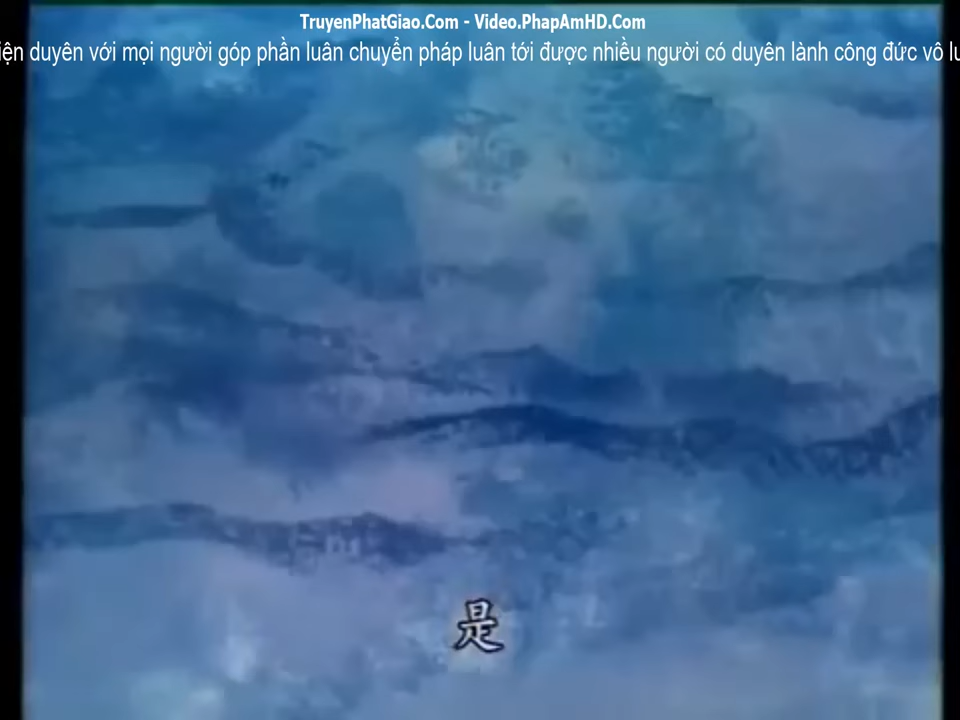 TruyenPhatGiao.Com - Video.PhapAmHD.Com
duyên với mọi người góp phần luân chuyển pháp luân tới được nhiều người có duyên lành công đức vô
是